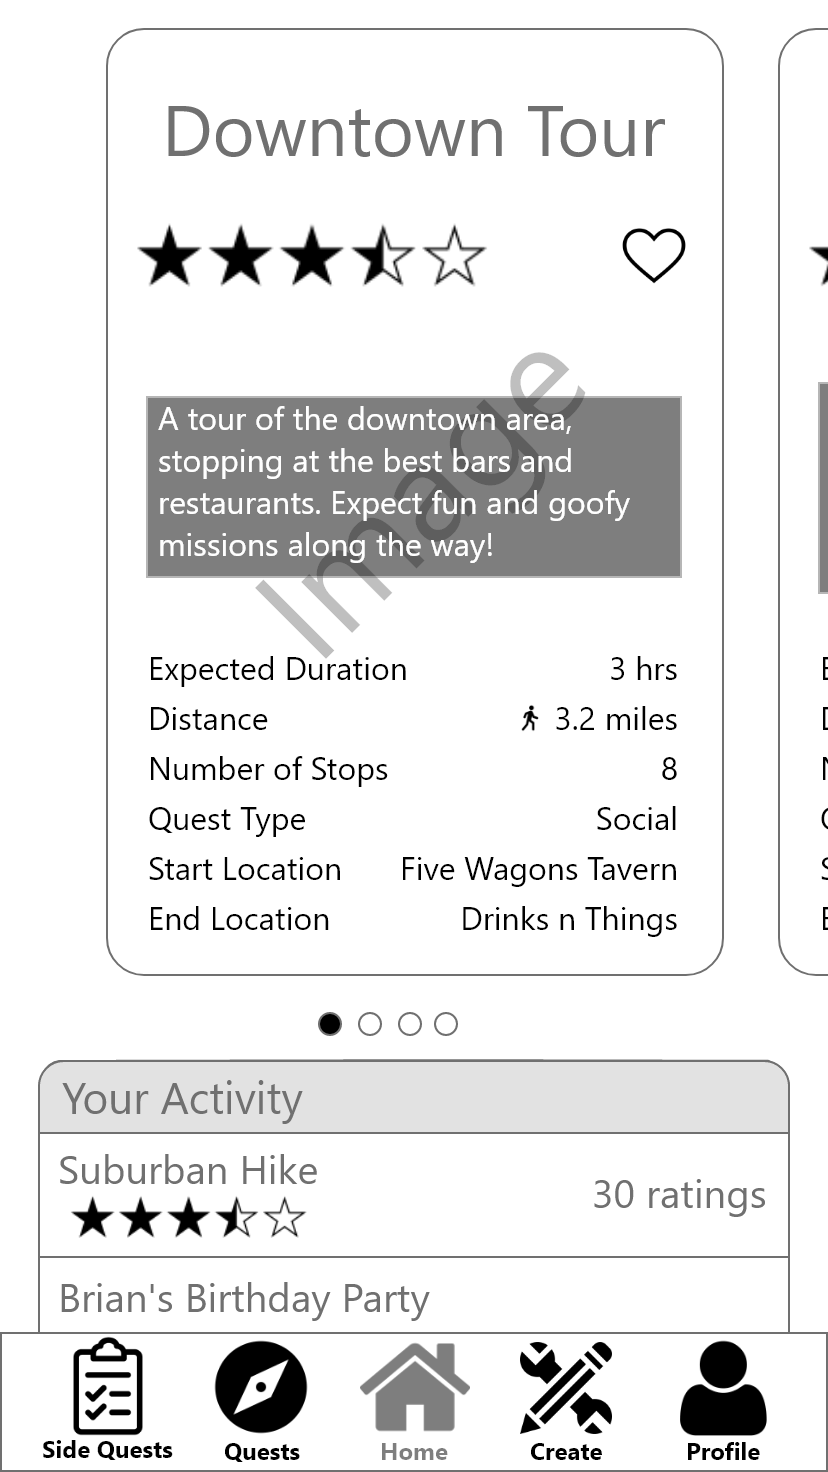 Downtown Tour
Image
A tour of the downtown area,
stopping at the best bars and
restaurants. Expect fun and goofy
missions along the way!
Expected Duration 3 hrs
Distance 3.2 miles
Number of Stops 8
Quest Type Social
Start Location Five Wagons Tavern
End Location Drinks n Things
Your Activity
Suburban Hike
30 ratings
Brian's Birthday Party
Side Quests Quests Home Create Profile